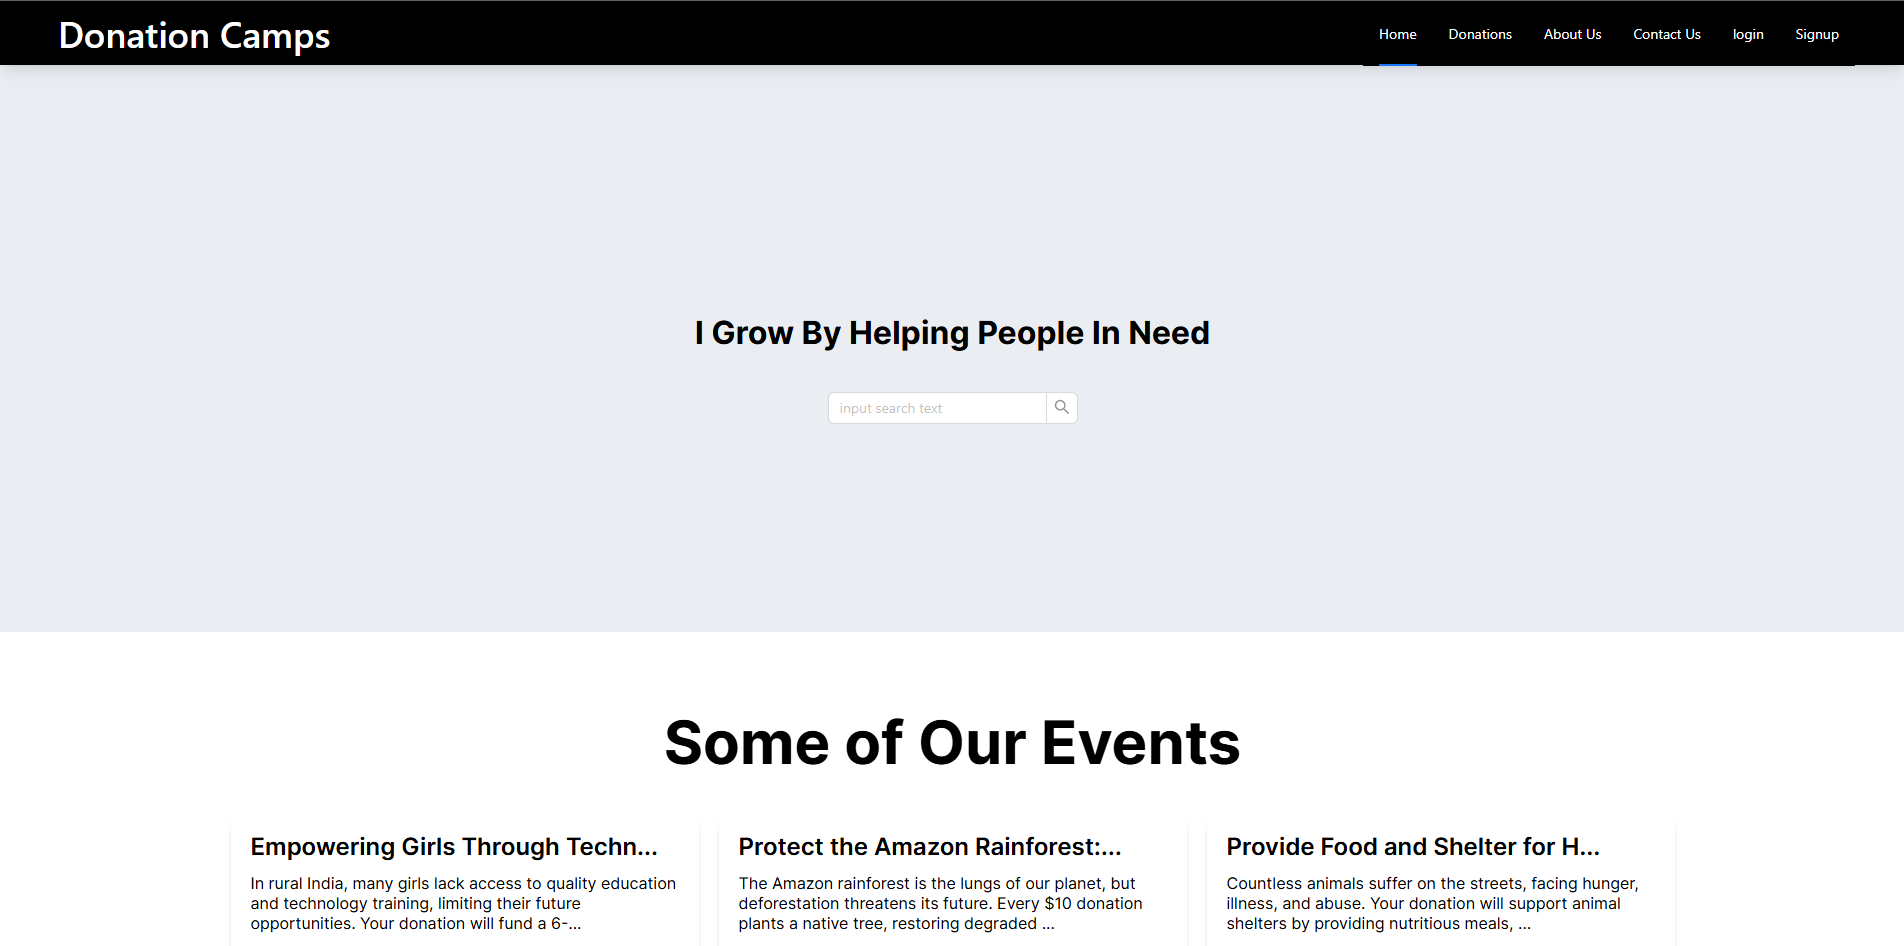 Donation Camps
Home Donations About Us Contact Us login Signup
I Grow By Helping People In Need
input search text
Some of Our Events
Empowering Girls Through Techn...
In rural India, many girls lack access to quality education
and technology training, limiting their future
opportunities. Your donation will fund a 6-...
Protect the Amazon Rainforest:...
The Amazon rainforest is the lungs of our planet, but
deforestation threatens its future. Every $10 donation
plants a native tree, restoring degraded ...
Provide Food and Shelter for H...
Countless animals suffer on the streets, facing hunger,
illness, and abuse. Your donation will support animal
shelters by providing nutritious meals, ...